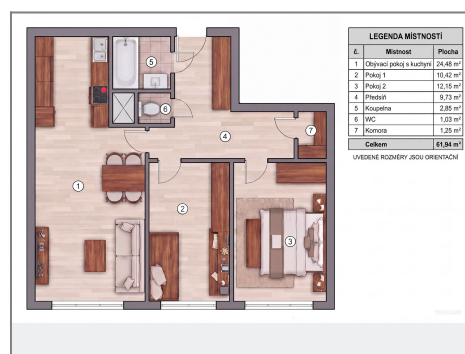 LEGENDA MÍSTNOSTÍ
č. Místnost Plocha
1 Obývací pokoj s kuchyní 24,48 m²
2 Pokoj 1 10,42 m²
3 Pokoj 2 12,15 m²
4 Předsíň 9,73 m²
5 Koupelna 2,85 m²
6 WC 1,03 m²
7 Komora 1,25 m²
Celkem 61,94 m²
UVEDENÉ ROZMĚRY JSOU ORIENTAČNÍ
5
6
7
4
1
2
3